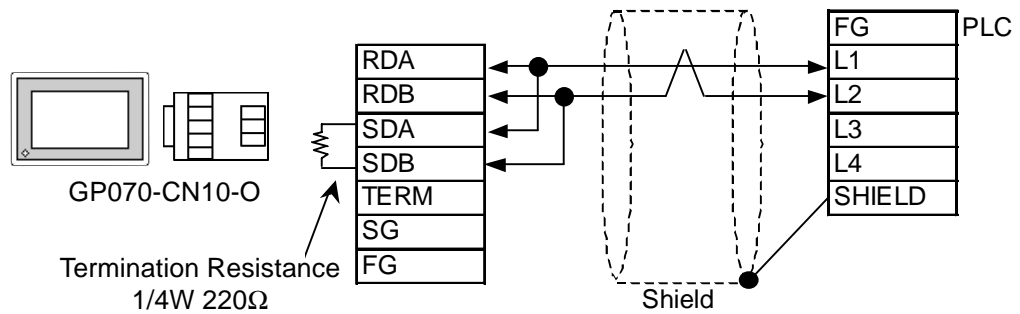 GP070-CN10-O
Termination Resistance
1/4W 220Ω
RDA
RDB
SDA
SDB
TERM
SG
FG
Shield
FG
L1
L2
L3
L4
SHIELD
PLC